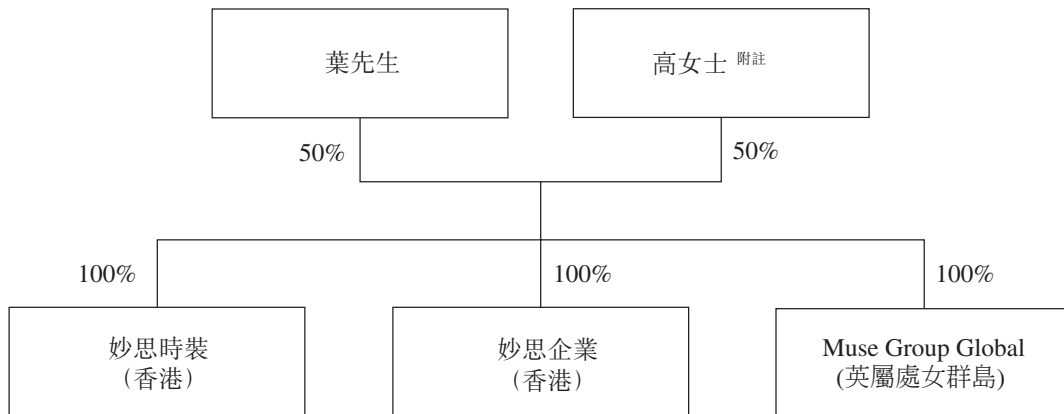 葉先生
高女士 附註
50%
50%
100%
100%
100%
妙思時裝
（香港）
妙思企業
（香港）
Muse Group Global
(英屬處女群島)